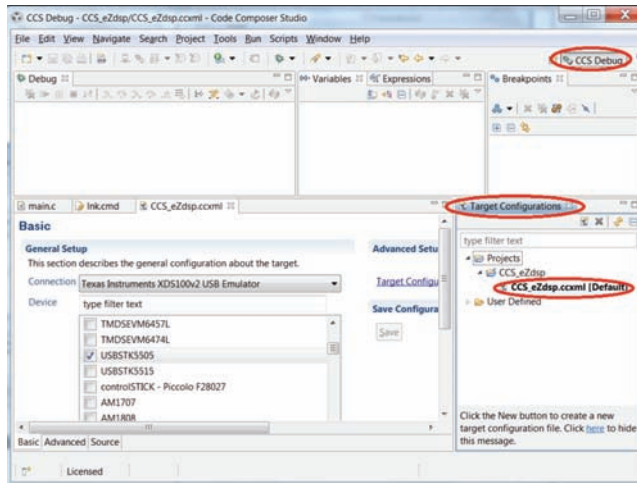 CCS Debug - CCS_eZdsp/CCS_eZdsp.ccxml - Code Composer Studio
File Edit View Navigate Search Project Tools Run Scripts Window Help
CCS Debug
Debug
Variables Expressions
Breakpoints
main.c lnk.cmd CCS_eZdsp.ccxml
Target Configurations
Basic
General Setup
This section describes the general configuration about the target.
Connection Texas Instruments XDS100v2 USB Emulator
Device type filter text
TMDSEVM6457L
TMDSEVM6474L
USBSTK5505
USBSTK5515
controlSTICK - Piccolo F28027
AM1707
AM1808
Advanced Setu
Target Configu
Save Configura
Save
type filter text
Projects
CCS_eZdsp
CCS_eZdsp.ccxml [Default]
User Defined
Click the New button to create a new
target configuration file. Click here to hide
this message.
Basic Advanced Source
Licensed